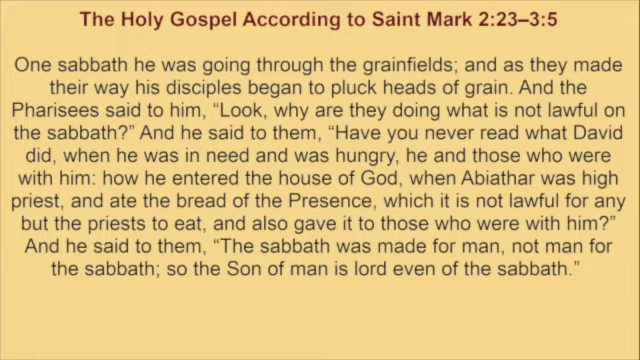 The Holy Gospel According to Saint Mark 2:23–3:5
One sabbath he was going through the grainfields; and as they made
their way his disciples began to pluck heads of grain. And the
Pharisees said to him, “Look, why are they doing what is not lawful on
the sabbath?” And he said to them, “Have you never read what David
did, when he was in need and was hungry, he and those who were
with him: how he entered the house of God, when Abiathar was high
priest, and ate the bread of the Presence, which it is not lawful for any
but the priests to eat, and also gave it to those who were with him?”
And he said to them, “The sabbath was made for man, not man for
the sabbath; so the Son of man is lord even of the sabbath.”